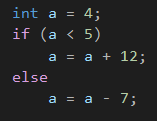 int a = 4;
if (a < 5)
    a = a + 12;
else
    a = a - 7;